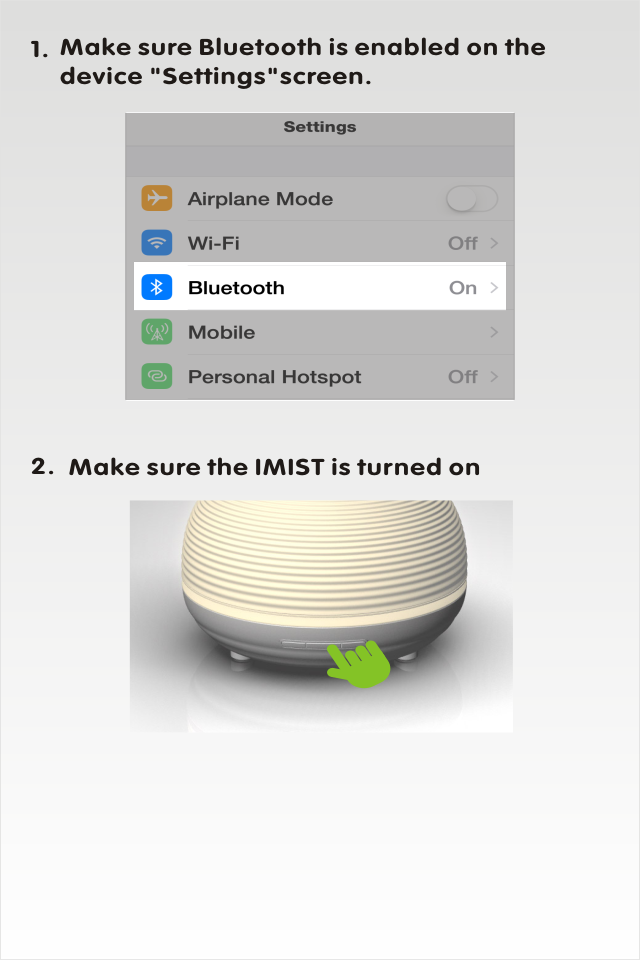 1. Make sure Bluetooth is enabled on the
device "Settings"screen.
Settings
Airplane Mode
Wi-Fi Off
Bluetooth On
Mobile
Personal Hotspot Off
2. Make sure the IMIST is turned on